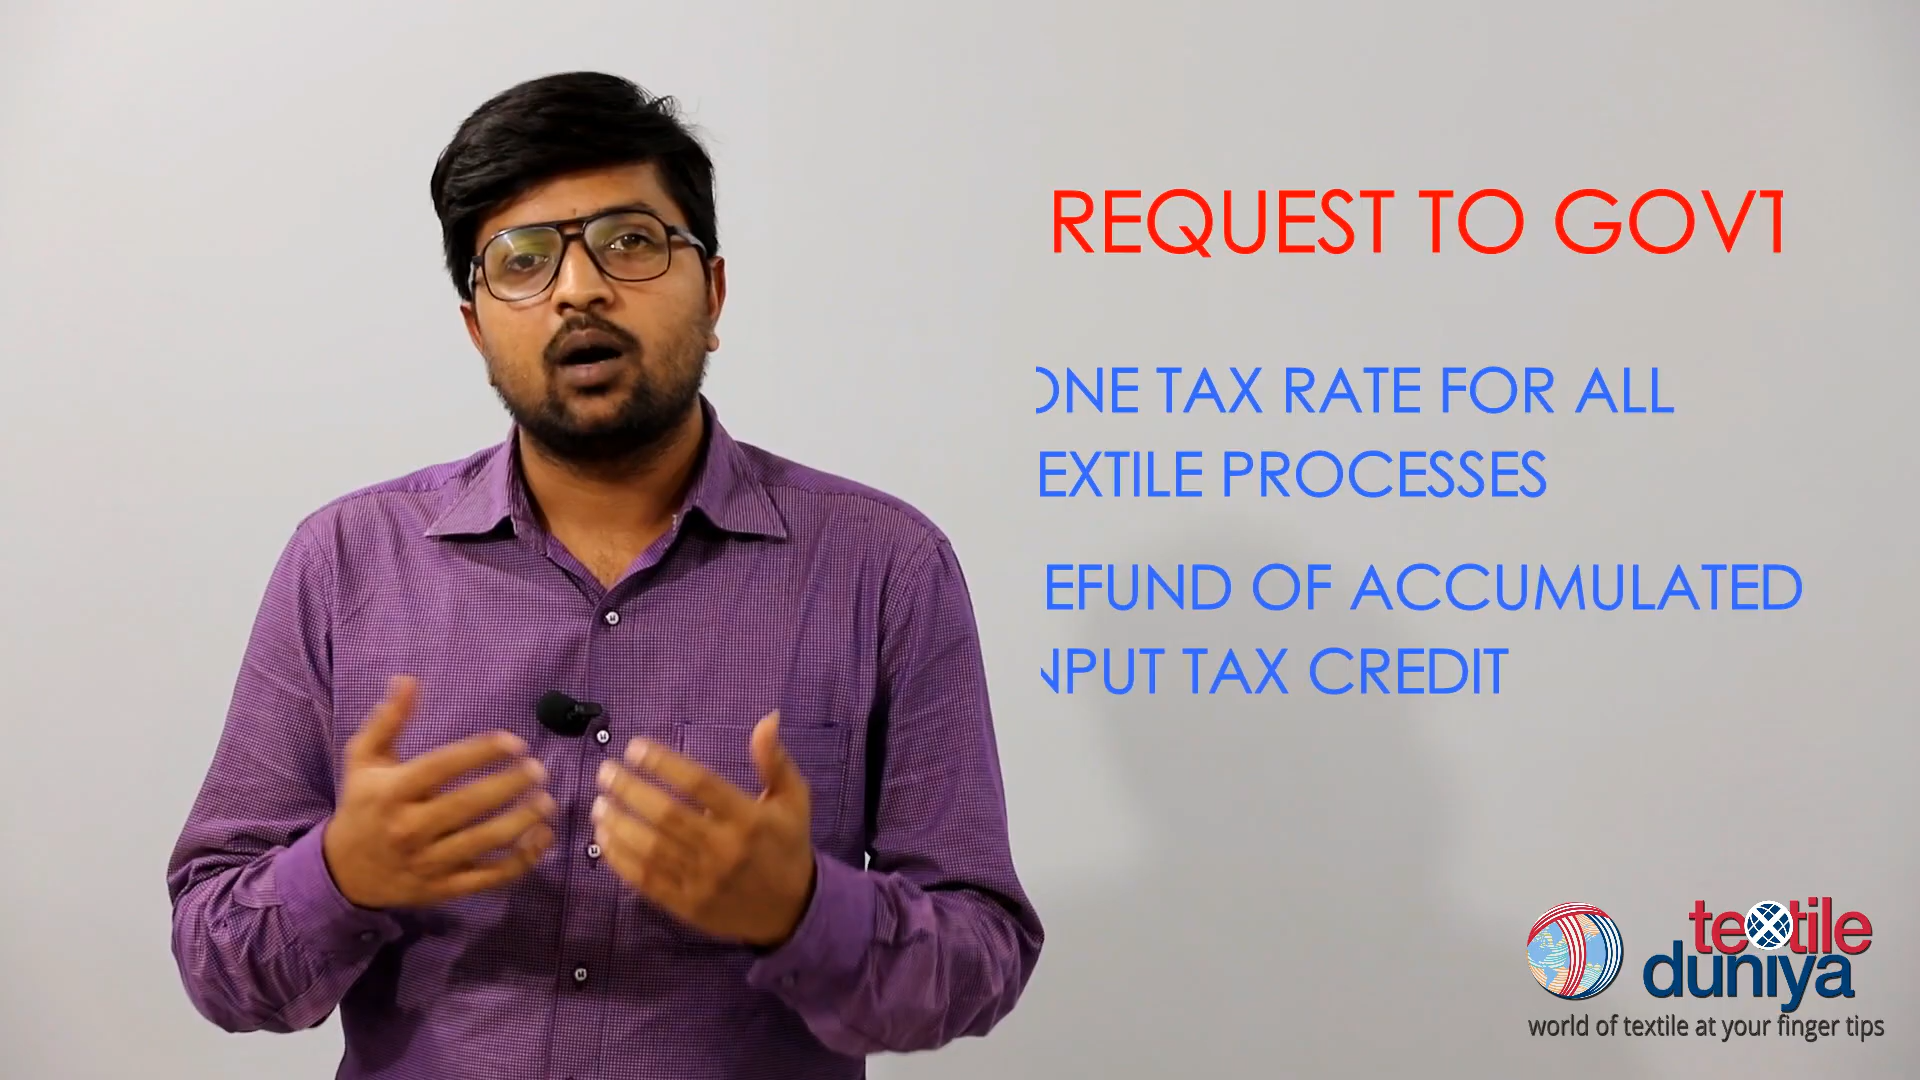 REQUEST TO GOVT
ONE TAX RATE FOR ALL
EXTILE PROCESSES
EFUND OF ACCUMULATED
NPUT TAX CREDIT
textile
duniya
world of textile at your finger tips